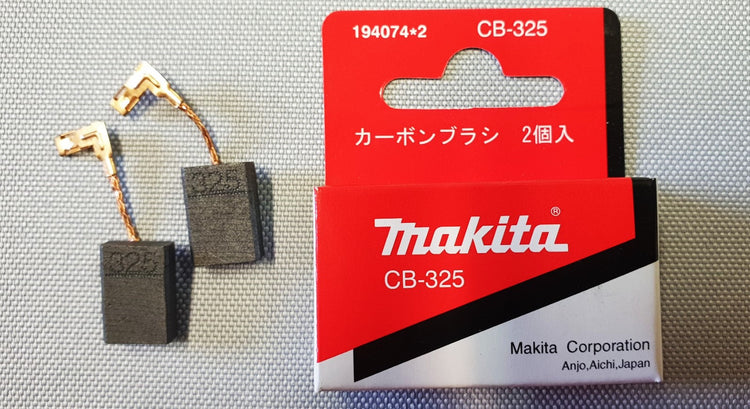 194074*2 CB-325
カーボンブラシ 2個入
makita®
CB-325
Makita Corporation
Anjo,Aichi,Japan
325
325